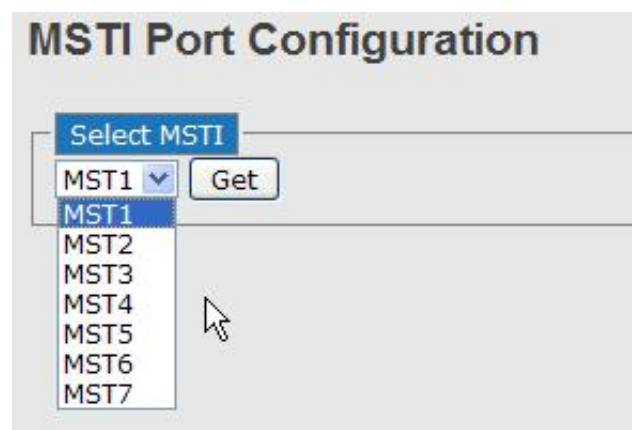 MSTI Port Configuration
Select MSTI
MST1 Get
MST1
MST2
MST3
MST4
MST5
MST6
MST7